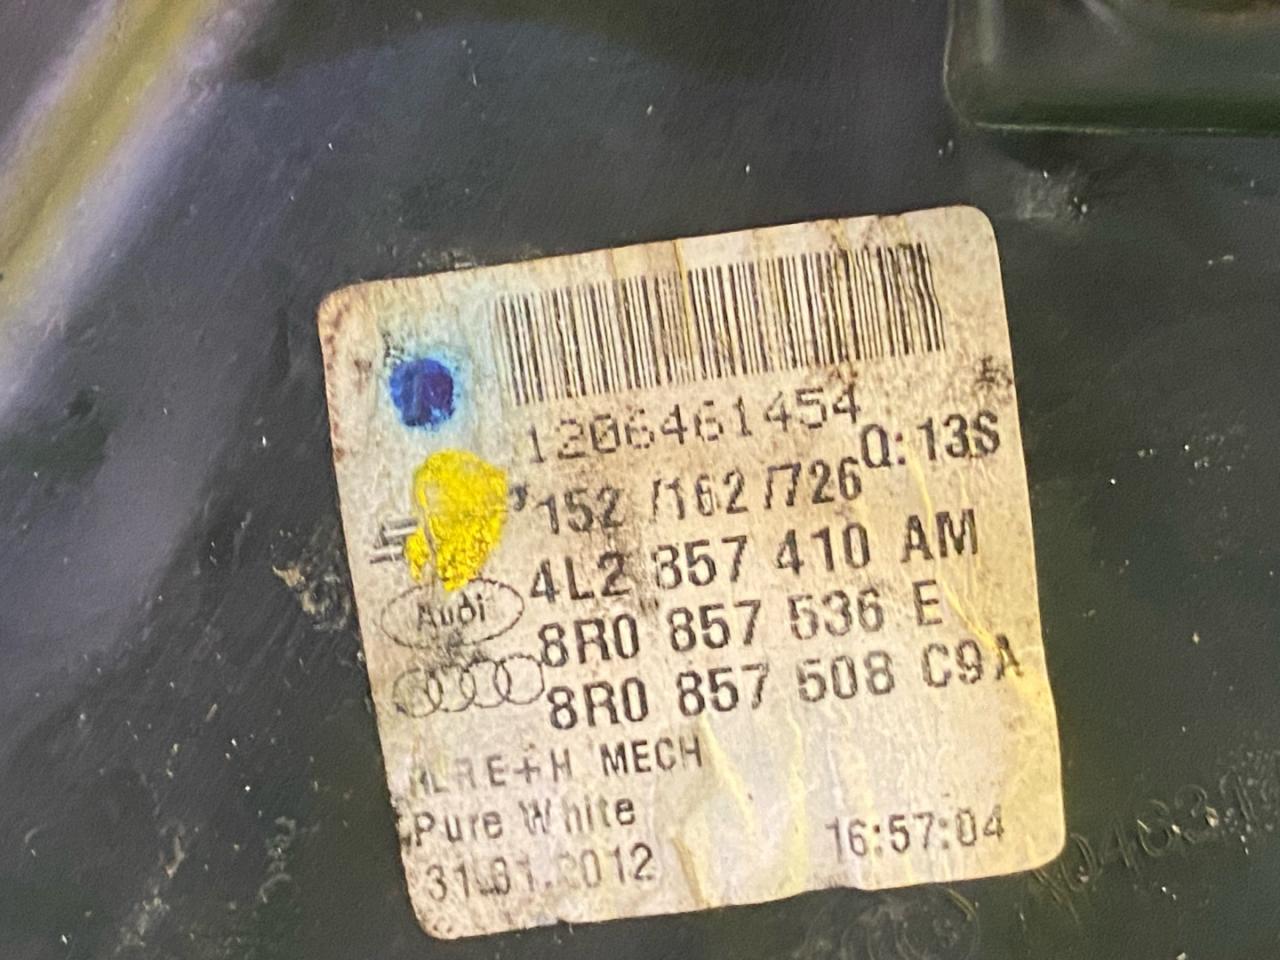 1206461454
Q: 13S
152 /162 /726
4L2 857 410 AM
Audi
8R0 857 536 E
8R0 857 508 C9A
E+H MECH
Pure White
31.01.2012
16:57:04